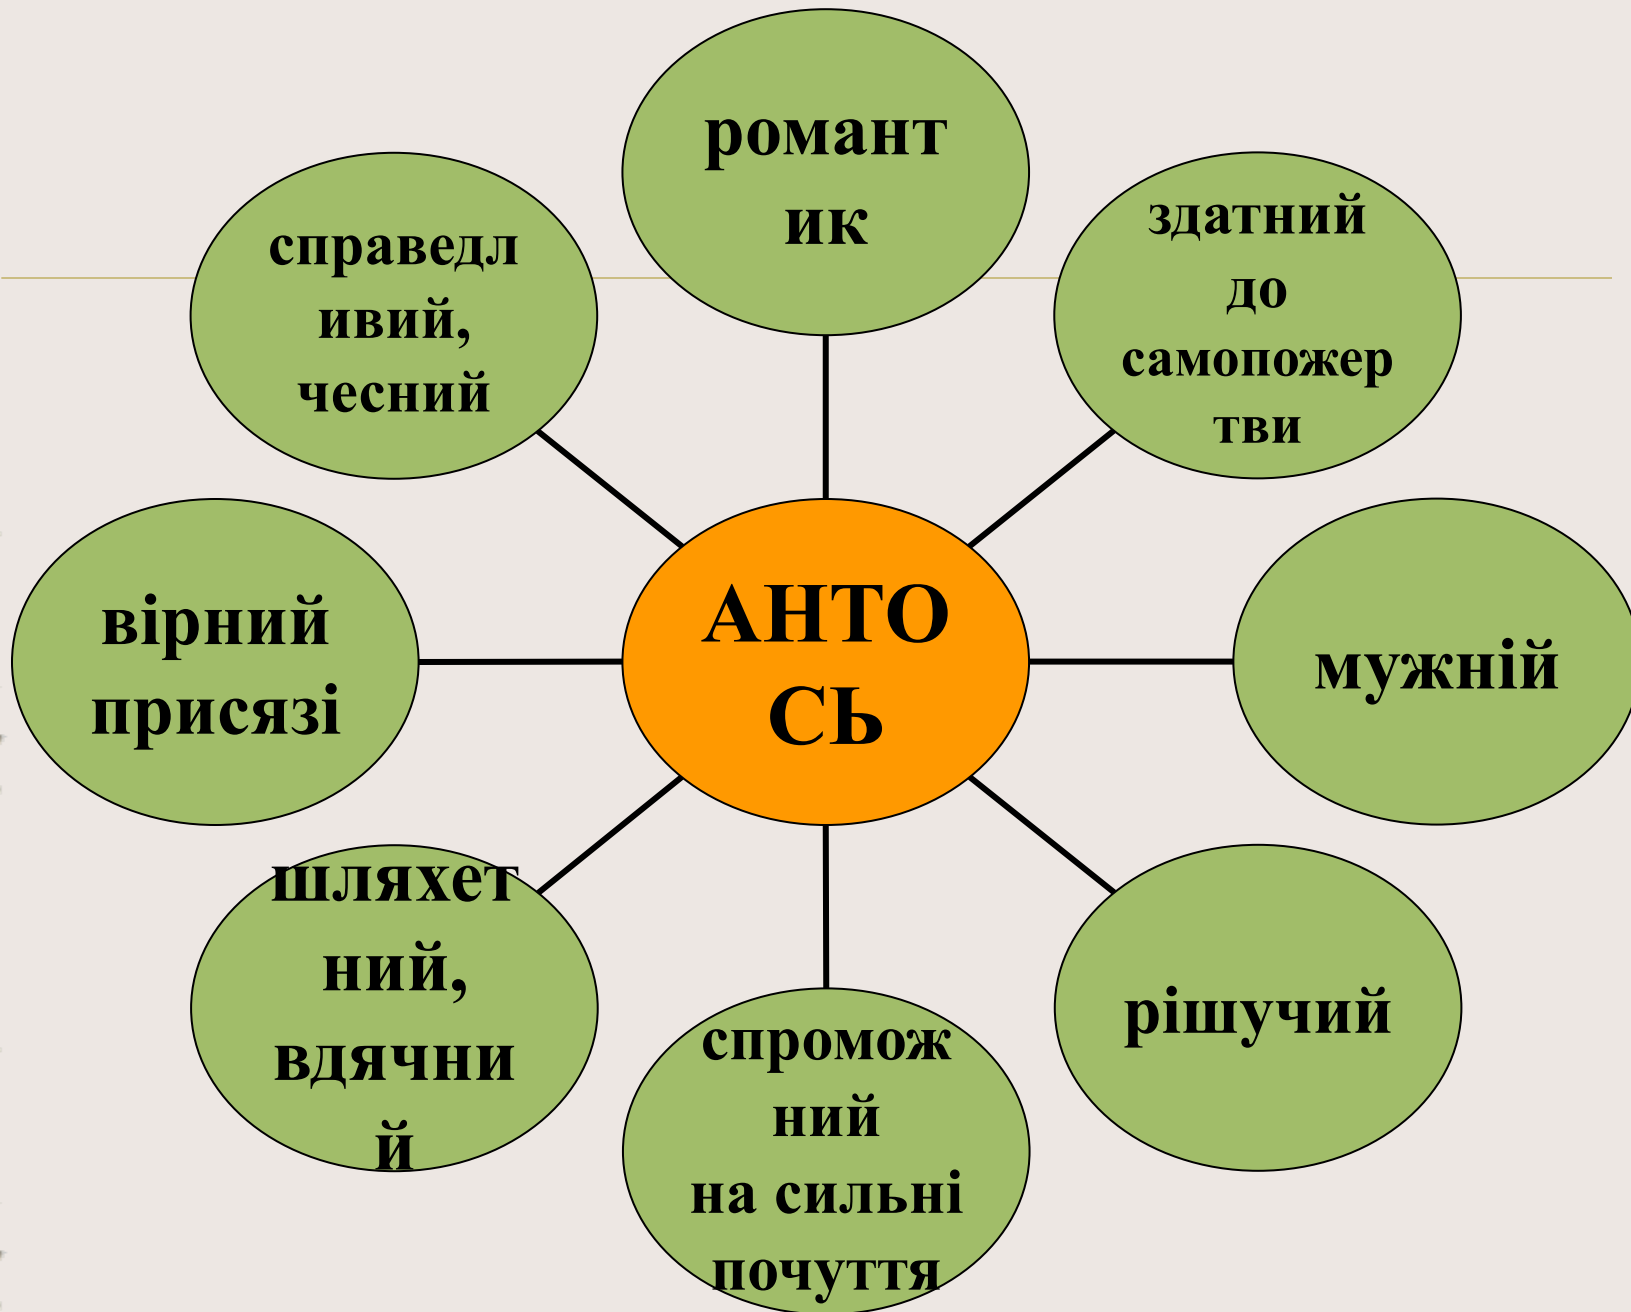 романт
ик
здатний
до
самопожер
тви
справедл
ивий,
чесний
АНТО
СЬ
вірний
присязі
мужній
шляхет
ний,
вдячни
й
рішучий
спромож
ний
на сильні
почуття